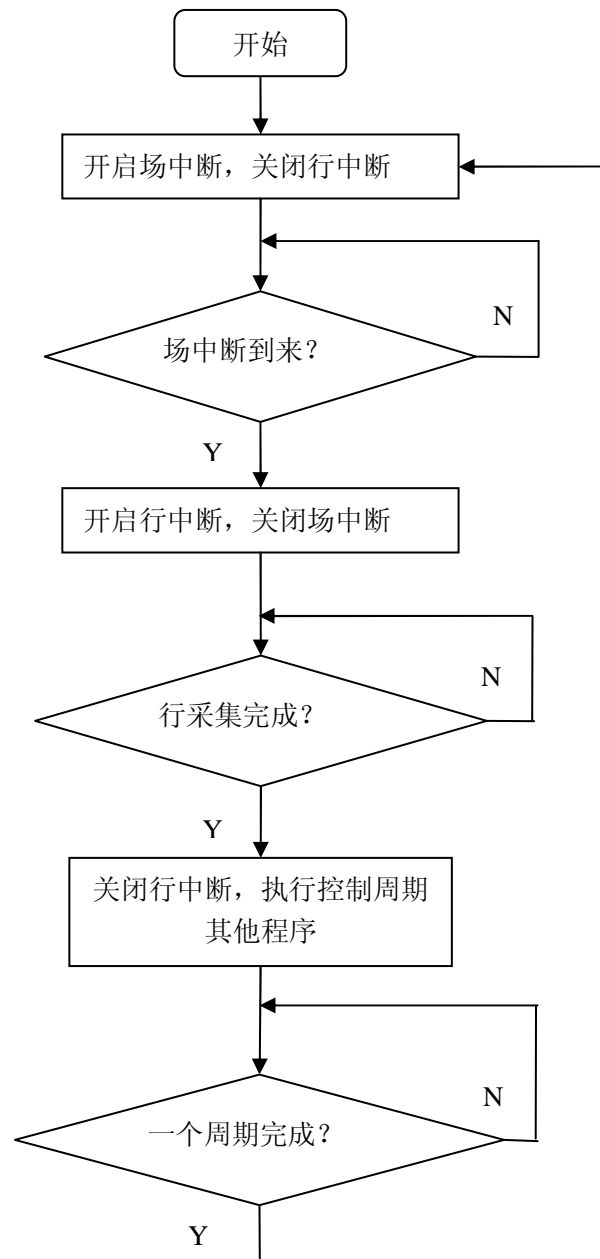 开始
开启场中断，关闭行中断
N
场中断到来？
Y
开启行中断，关闭场中断
N
行采集完成？
Y
关闭行中断，执行控制周期
其他程序
N
一个周期完成？
Y